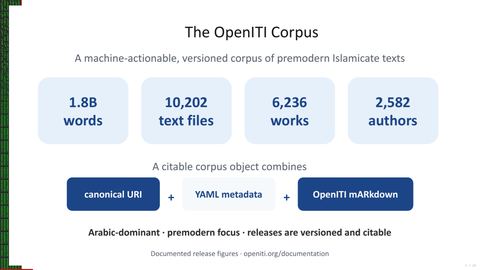 The OpenITI Corpus
A machine-actionable, versioned corpus of premodern Islamicate texts
1.8B words
10,202 text files
6,236 works
2,582 authors
A citable corpus object combines
canonical URI + YAML metadata + OpenITI mARkdown
Arabic-dominant · premodern focus · releases are versioned and citable
Documented release figures · openiti.org/documentation